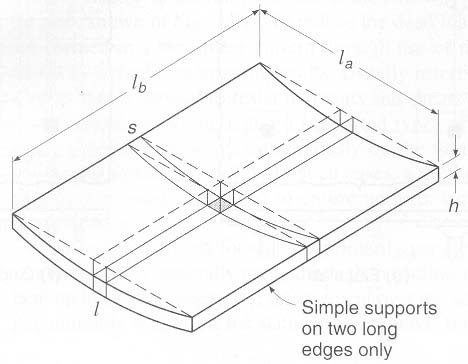 l_b
l_a
s
h
l
Simple supports
on two long
edges only